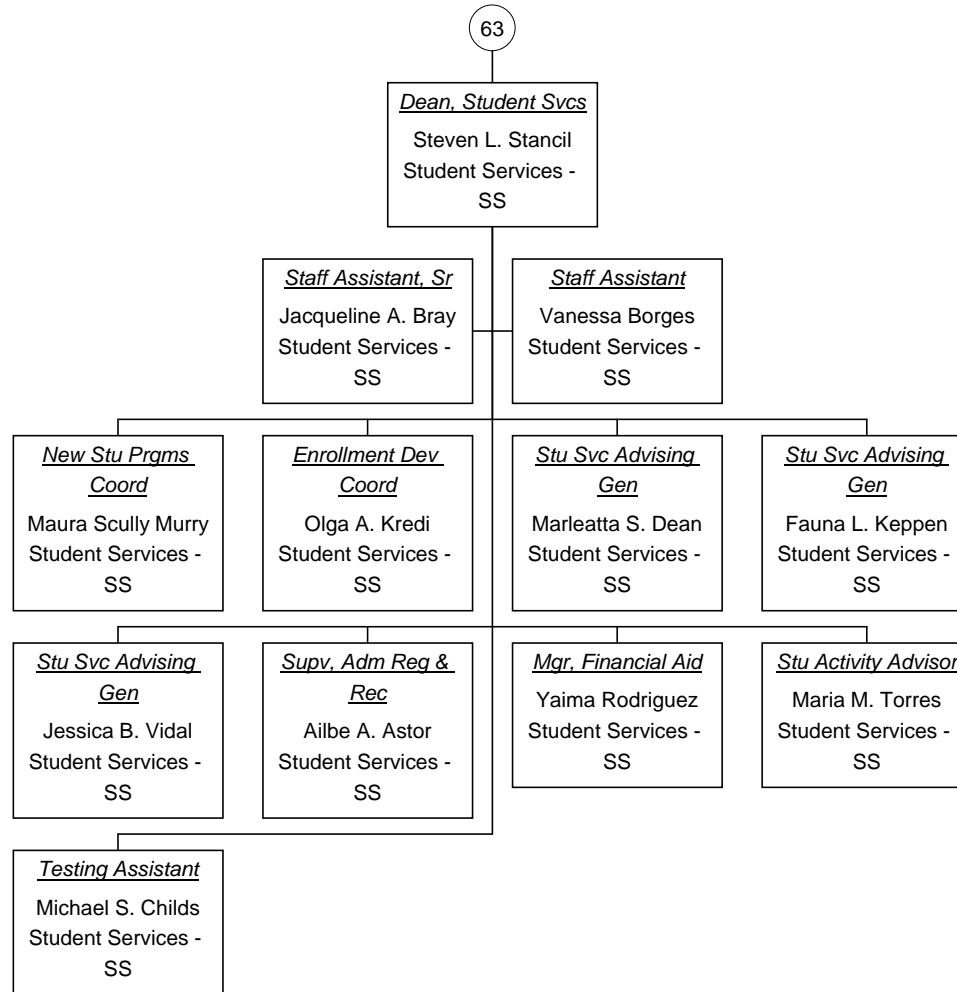 63
Dean, Student Svcs
Steven L. Stancil
Student Services -
SS
Staff Assistant, Sr
Jacqueline A. Bray
Student Services -
SS
Staff Assistant
Vanessa Borges
Student Services -
SS
New Stu Prgms
Coord
Maura Scully Murry
Student Services -
SS
Enrollment Dev
Coord
Olga A. Kredi
Student Services -
SS
Stu Svc Advising
Gen
Marleatta S. Dean
Student Services -
SS
Stu Svc Advising
Gen
Fauna L. Keppen
Student Services -
SS
Stu Svc Advising
Gen
Jessica B. Vidal
Student Services -
SS
Supv, Adm Reg &
Rec
Ailbe A. Astor
Student Services -
SS
Mgr, Financial Aid
Yaima Rodriguez
Student Services -
SS
Stu Activity Advisor
Maria M. Torres
Student Services -
SS
Testing Assistant
Michael S. Childs
Student Services -
SS